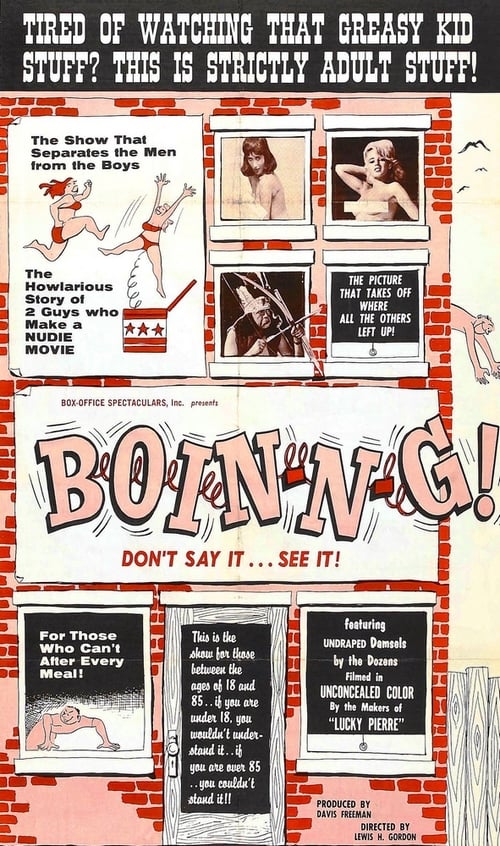 TIRED OF WATCHING THAT GREASY KID
STUFF? THIS IS STRICTLY ADULT STUFF!
The Show That
Separates the Men
from the Boys
The
Howlarious
Story of
2 Guys who
Make a
NUDIE
MOVIE
THE PICTURE
THAT TAKES OFF
WHERE
ALL THE OTHERS
LEFT UP!
BOX-OFFICE SPECTACULARS, Inc. presents
BOIN-N-G!
DON'T SAY IT...SEE IT!
For Those
Who Can't
After Every
Meal!
This is the
show for those
between the
ages of 18 and
85..if you are
under 18, you
wouldn't under-
stand it..if
you are over 85
..you couldn't
stand it!!
featuring
UNDRAPED Damsels
by the Dozens
Filmed in
UNCONCEALED COLOR
By the Makers of
"LUCKY PIERRE"
PRODUCED BY
DAVIS FREEMAN
DIRECTED BY
LEWIS H. GORDON